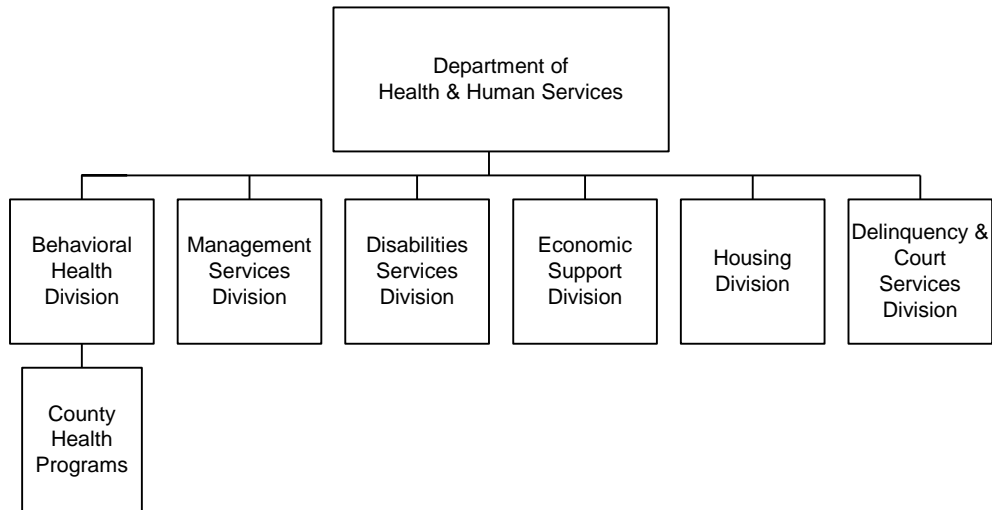 Department of
Health & Human Services
Behavioral
Health
Division
Management
Services
Division
Disabilities
Services
Division
Economic
Support
Division
Housing
Division
Delinquency &
Court
Services
Division
County
Health
Programs